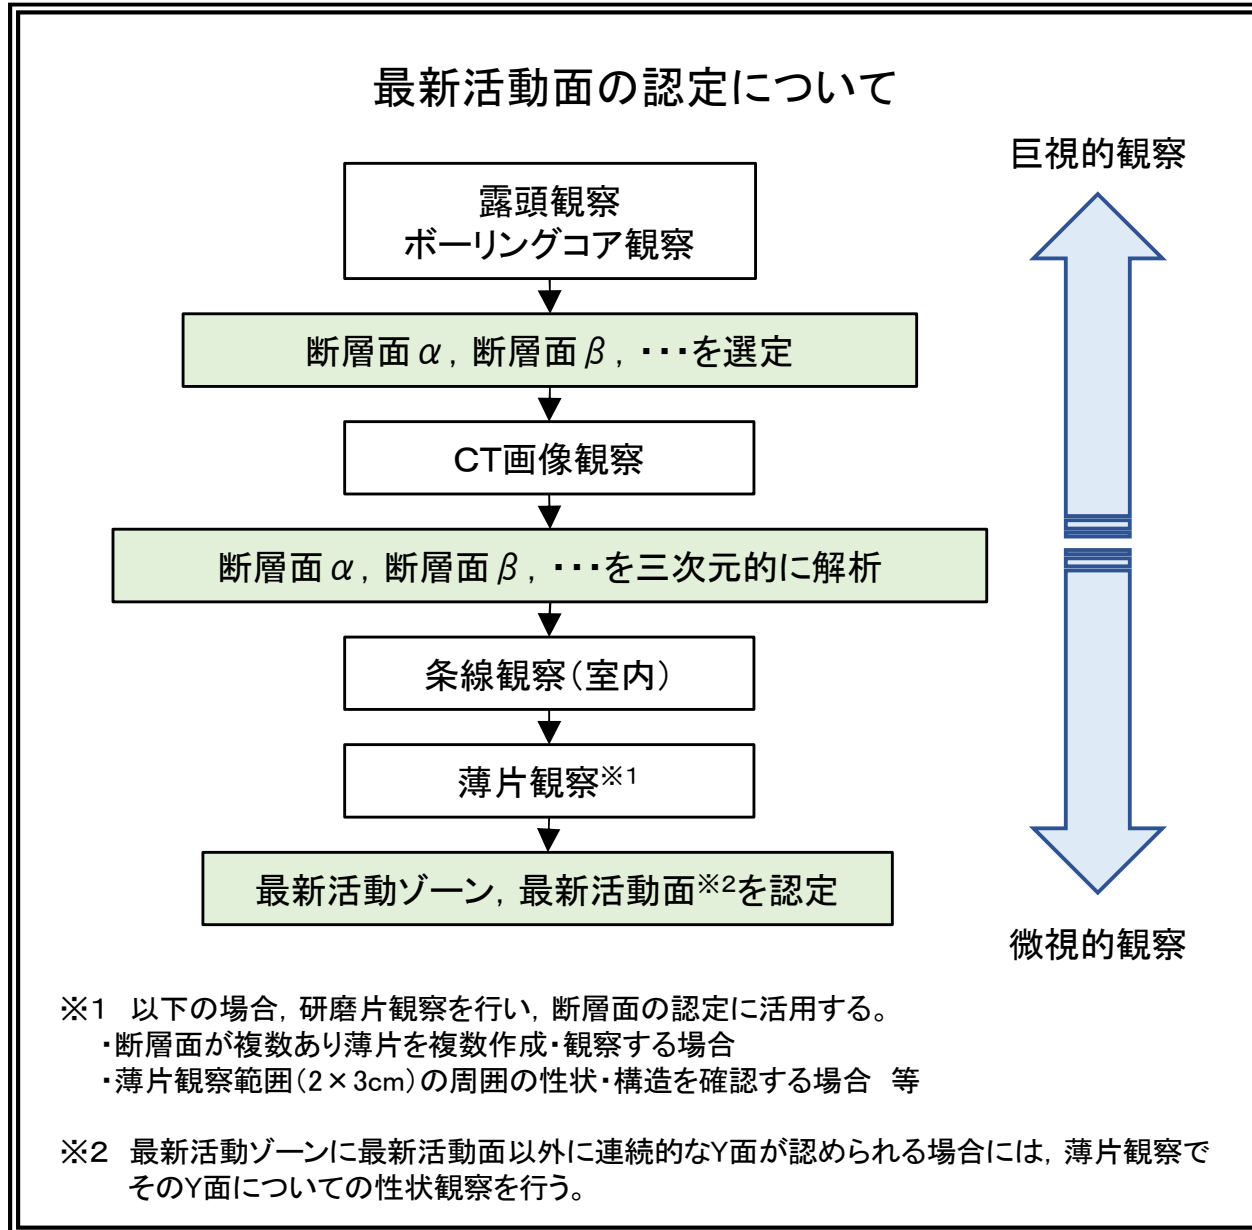 最新活動面の認定について
巨視的観察
露頭観察
ボーリングコア観察
断層面α，断層面β，・・・を選定
CT画像観察
断層面α，断層面β，・・・を三次元的に解析
条線観察（室内）
薄片観察※1
最新活動ゾーン，最新活動面※2を認定
微視的観察
※１　以下の場合，研磨片観察を行い，断層面の認定に活用する。
・断層面が複数あり薄片を複数作成・観察する場合
・薄片観察範囲（2×3cm）の周囲の性状・構造を確認する場合　等
※２　最新活動ゾーンに最新活動面以外に連続的なY面が認められる場合には，薄片観察で
そのY面についての性状観察を行う。